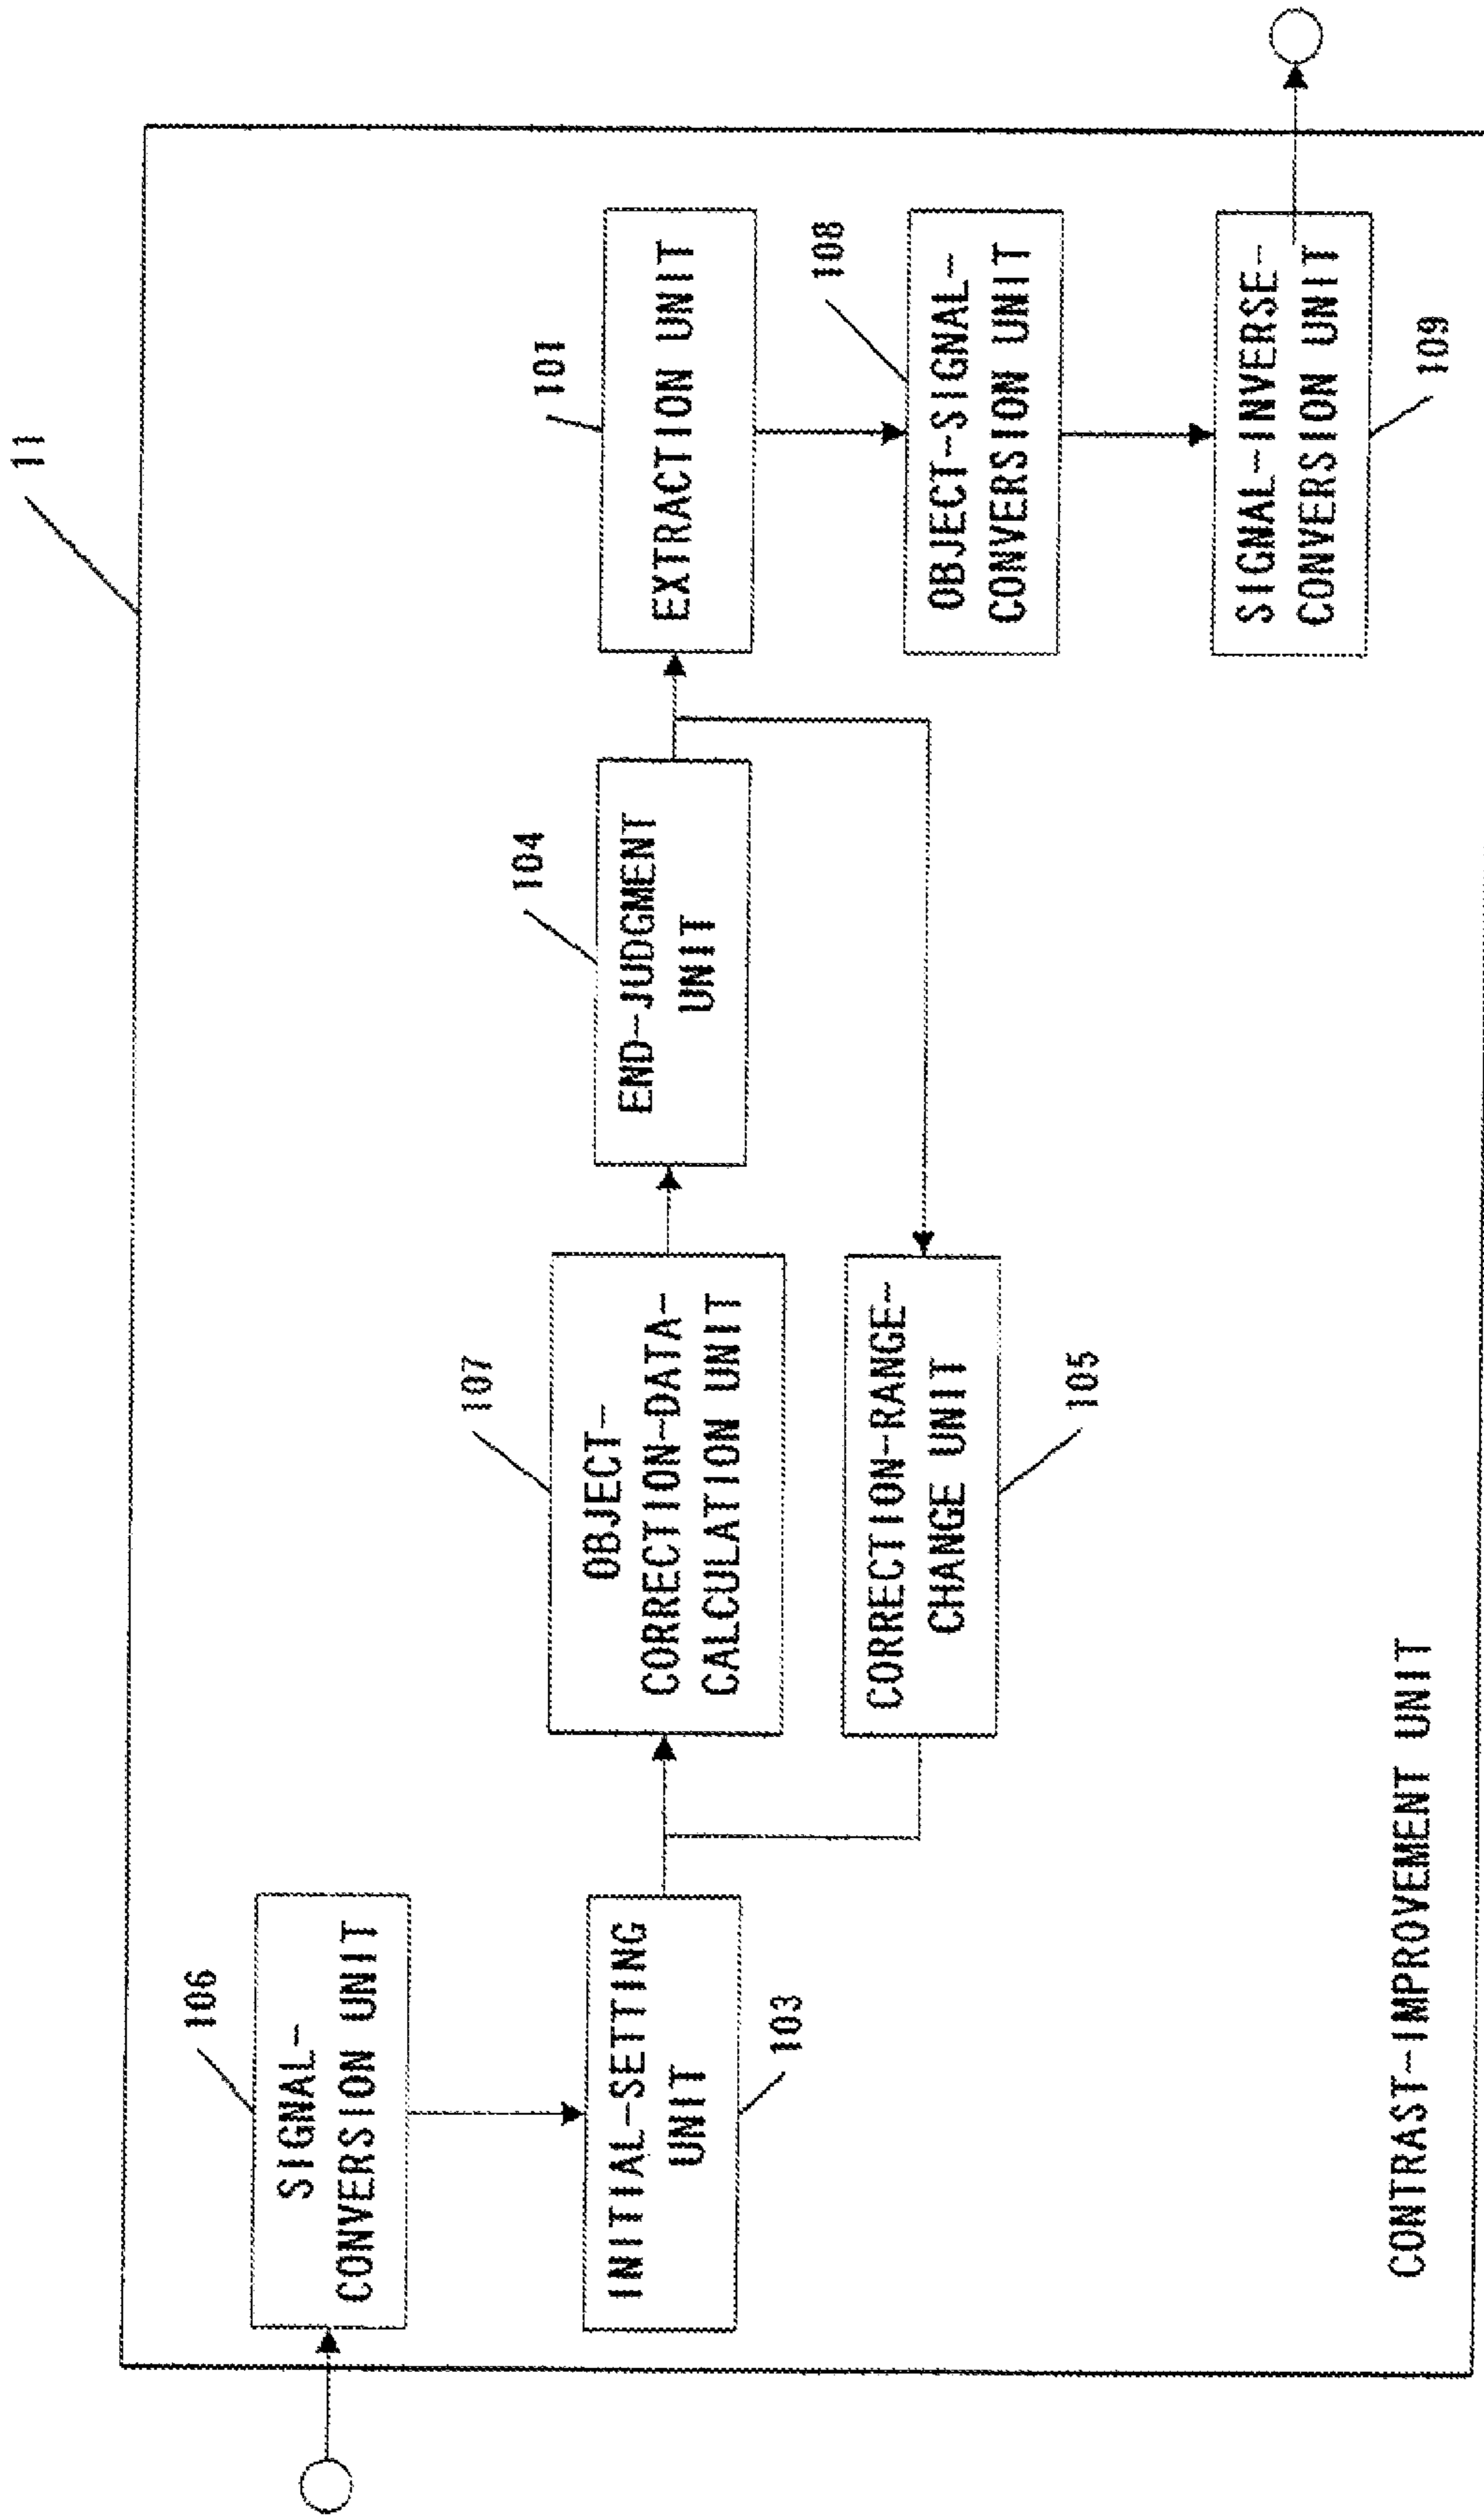 11
106
SIGNAL-
CONVERSION UNIT
INITIAL-SETTING
UNIT
103
107
OBJECT-
CORRECTION-DATA-
CALCULATION UNIT
CORRECTION-RANGE-
CHANGE UNIT
105
104
END-JUDGMENT
UNIT
101
EXTRACTION UNIT
108
OBJECT-SIGNAL-
CONVERSION UNIT
SIGNAL-INVERSE-
CONVERSION UNIT
109
CONTRAST-IMPROVEMENT UNIT